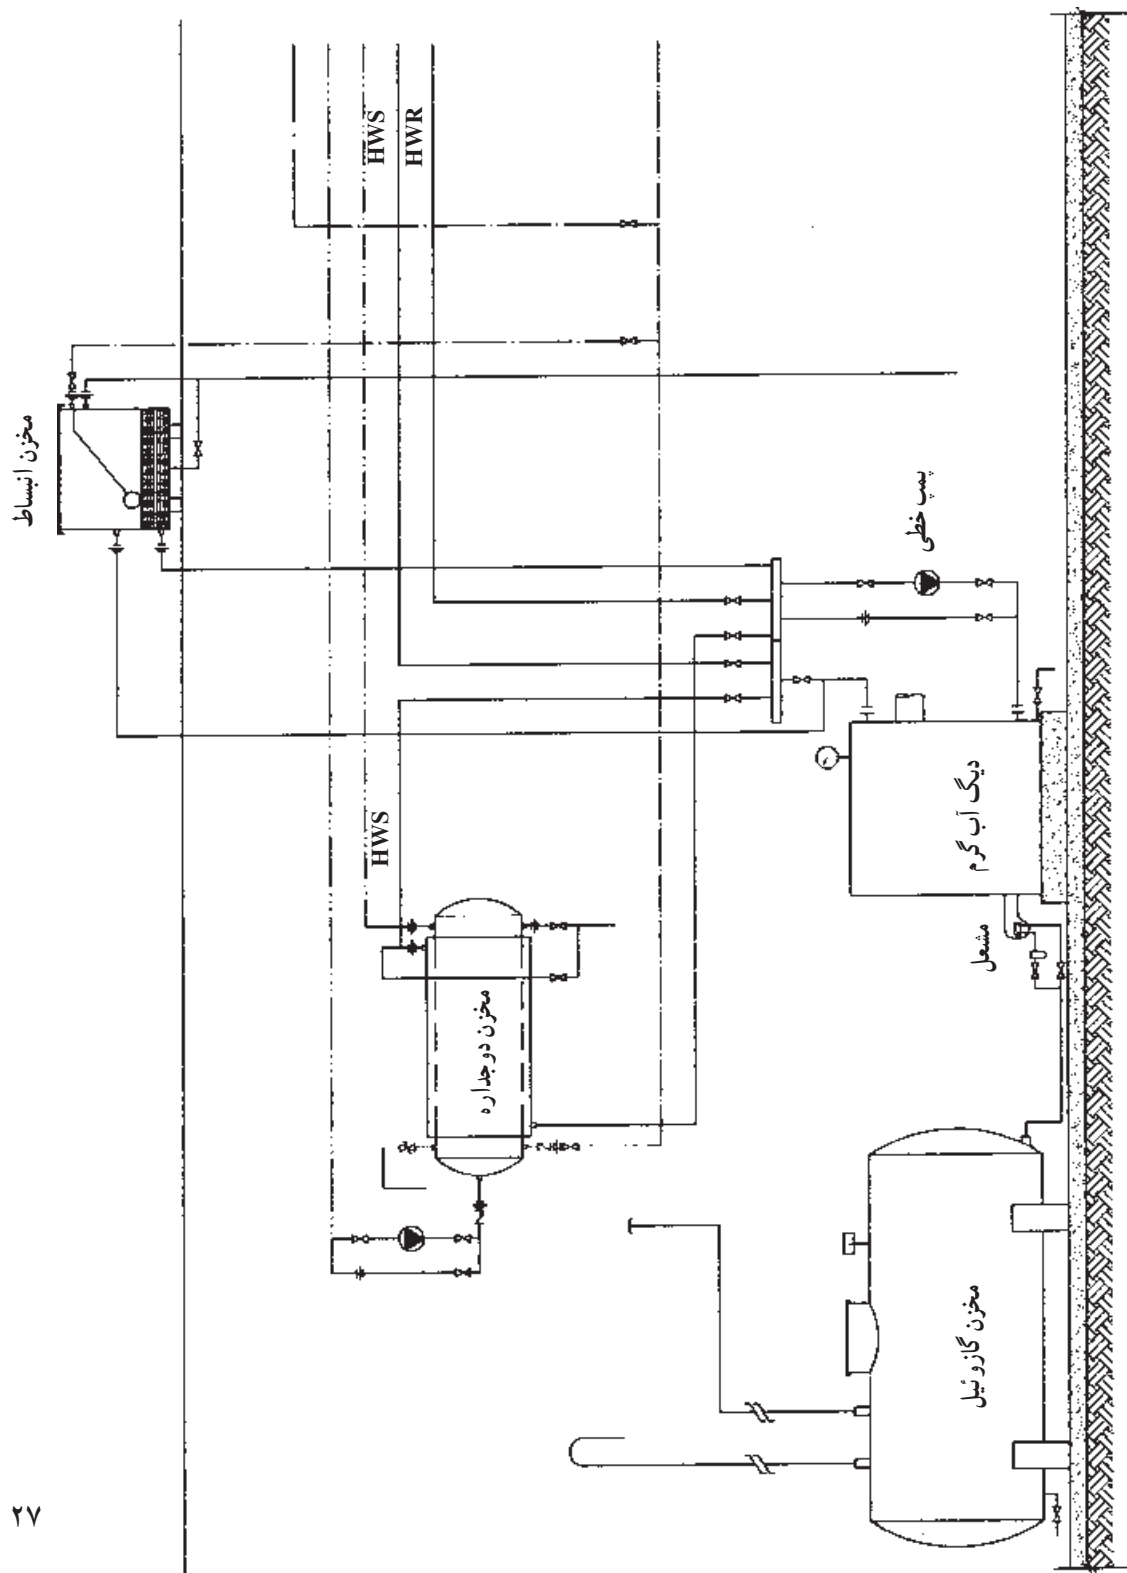 مخزن انبساط
HWS
HWR
پمپ خطی
HWS
دیگ آب گرم
مشعل
مخزن دوجداره
مخزن گازوئیل
۲۷